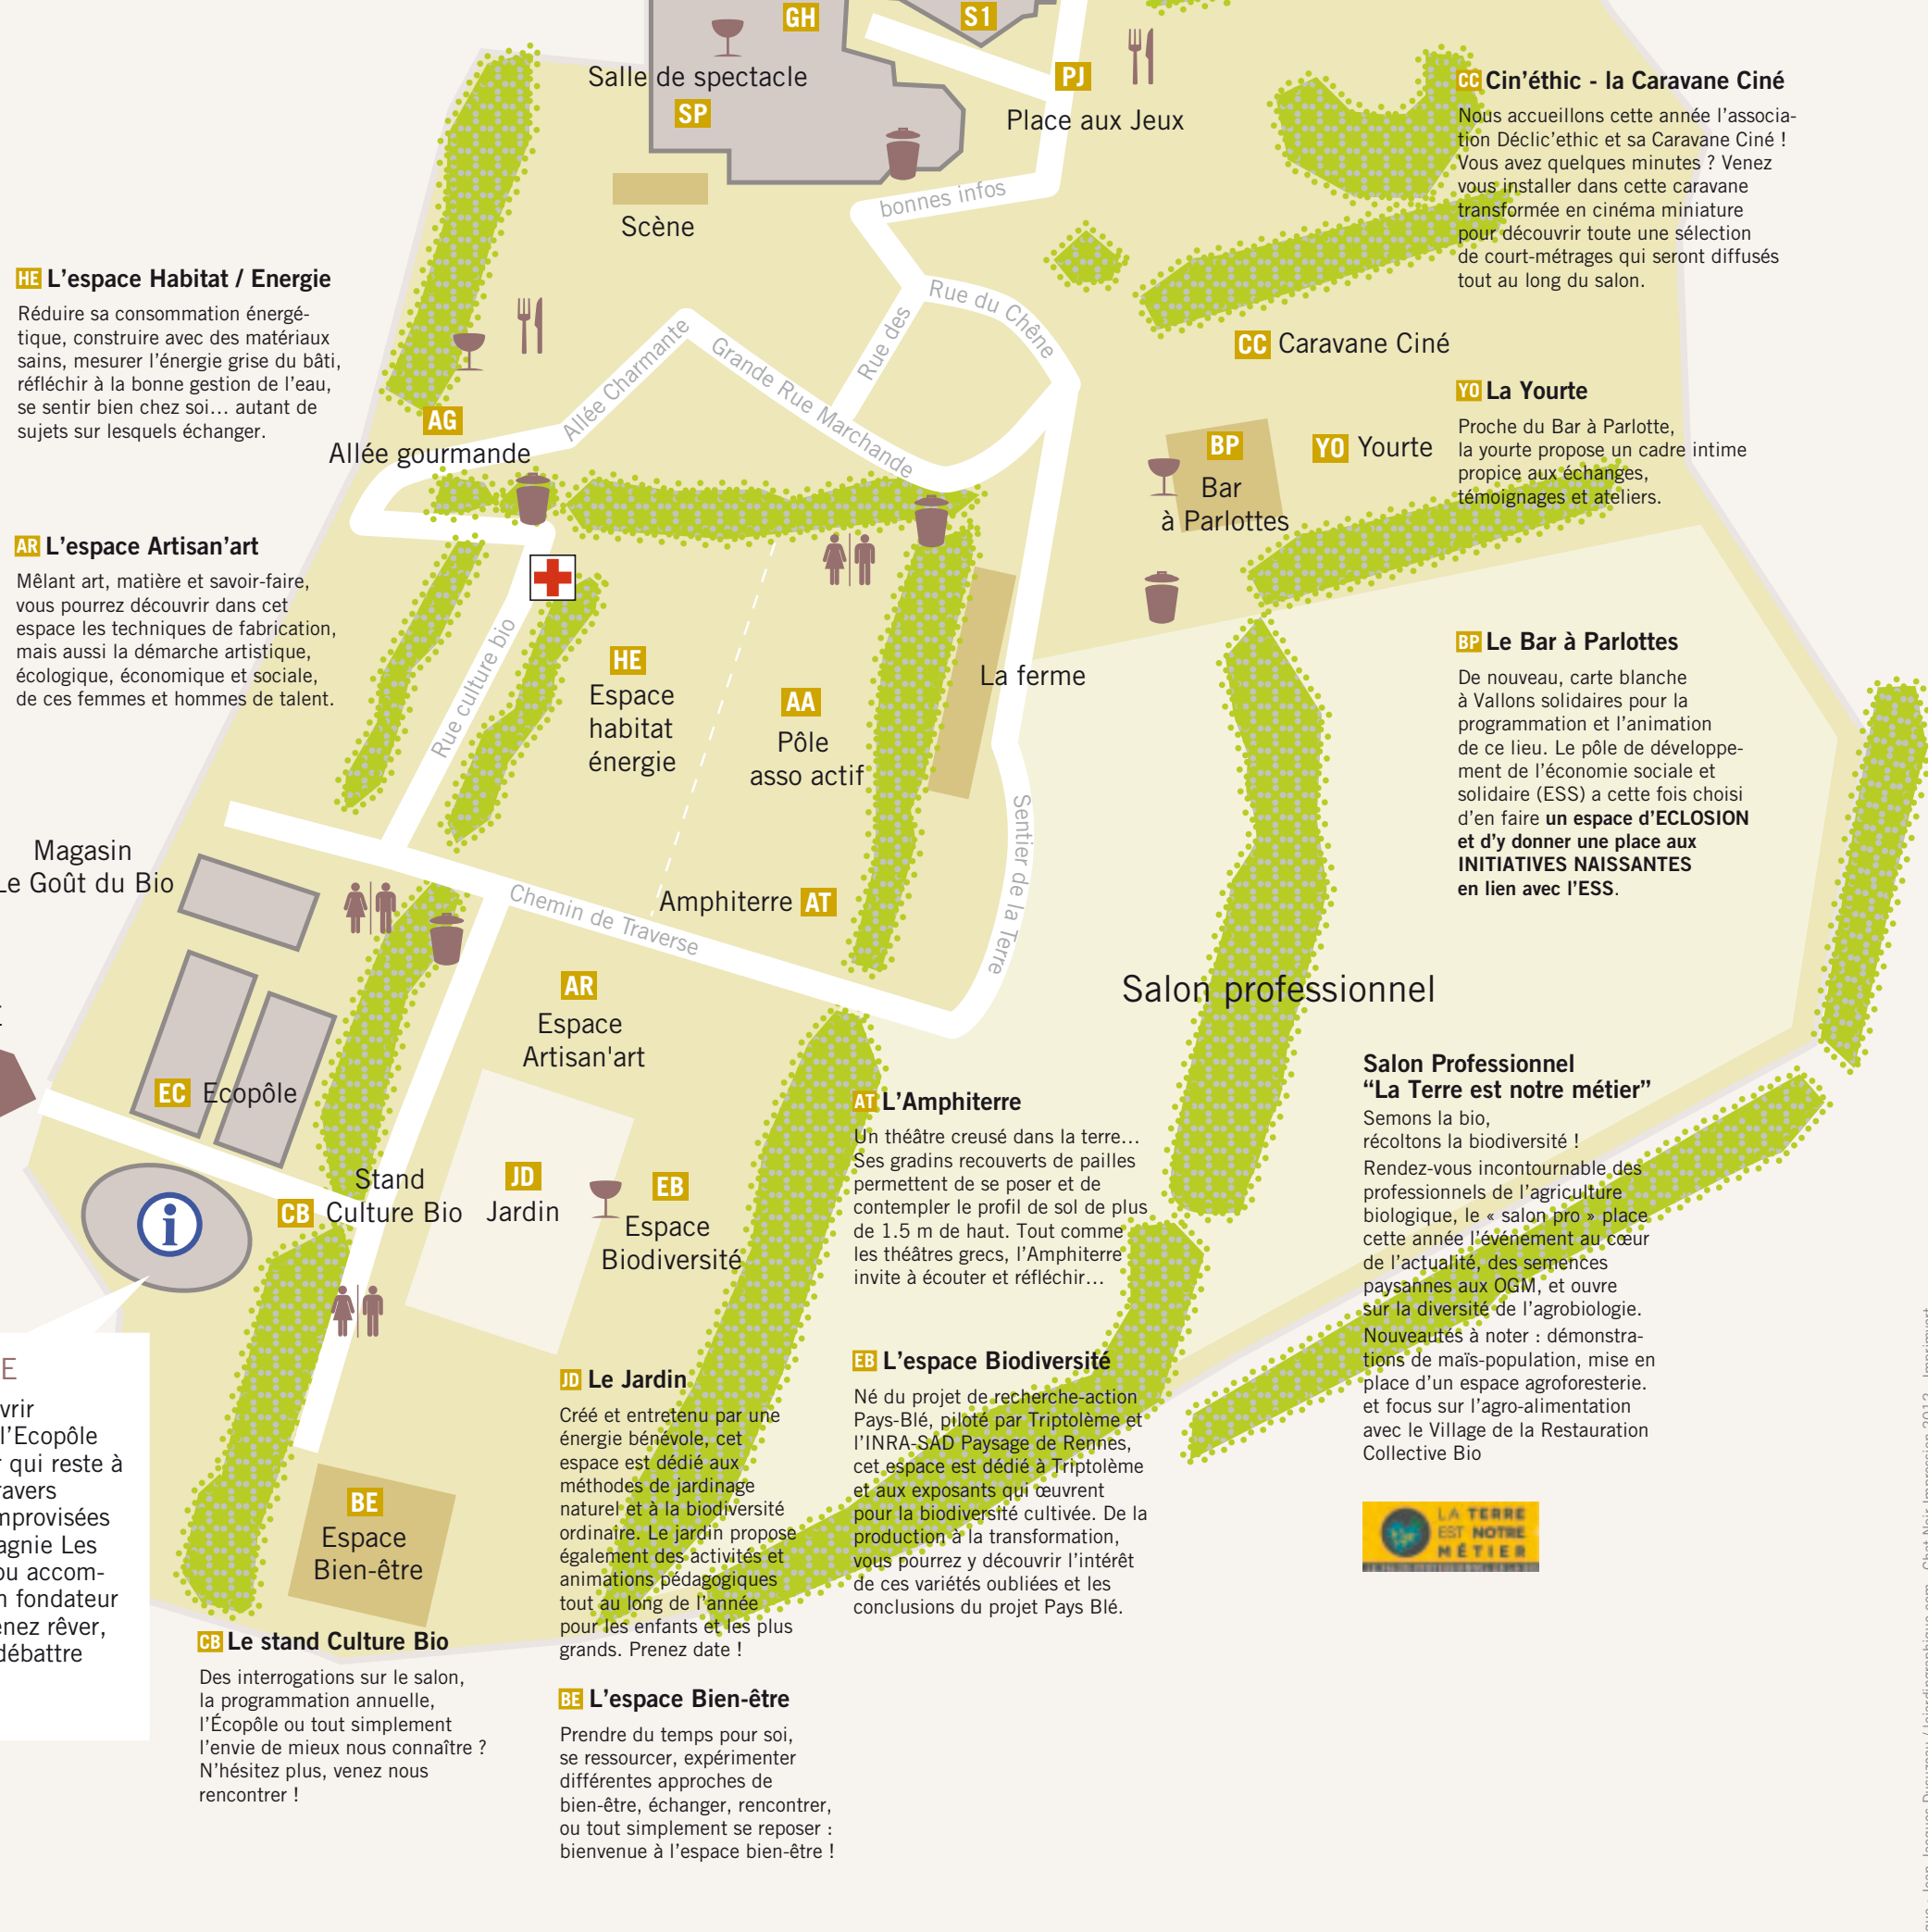 GH
S1
Salle de spectacle
SP
PJ
Place aux Jeux
Scène
bonnes infos
Rue des
Rue du Chêne
Allée Charmante
Grande Rue Marchande
AG
Allée gourmande
CC Caravane Ciné
BP
Bar
à Parlottes
YO Yourte
Rue culture bio
HE
Espace
habitat
énergie
AA
Pôle
asso actif
La ferme
Sentier de la Terre
Magasin
Le Goût du Bio
Chemin de Traverse
Amphiterre AT
AR
Espace
Artisan'art
Salon professionnel
EC Ecopôle
Stand
CB Culture Bio
JD
Jardin
EB
Espace
Biodiversité
i
BE
Espace
Bien-être
HE L'espace Habitat / Energie
Réduire sa consommation énergé-
tique, construire avec des matériaux
sains, mesurer l'énergie grise du bâti,
réfléchir à la bonne gestion de l'eau,
se sentir bien chez soi… autant de
sujets sur lesquels échanger.
AR L'espace Artisan'art
Mêlant art, matière et savoir-faire,
vous pourrez découvrir dans cet
espace les techniques de fabrication,
mais aussi la démarche artistique,
écologique, économique et sociale,
de ces femmes et hommes de talent.
CC Cin'éthic - la Caravane Ciné
Nous accueillons cette année l'associa-
tion Déclic'ethic et sa Caravane Ciné !
Vous avez quelques minutes ? Venez
vous installer dans cette caravane
transformée en cinéma miniature
pour découvrir toute une sélection
de court-métrages qui seront diffusés
tout au long du salon.
YO La Yourte
Proche du Bar à Parlotte,
la yourte propose un cadre intime
propice aux échanges,
témoignages et ateliers.
BP Le Bar à Parlottes
De nouveau, carte blanche
à Vallons solidaires pour la
programmation et l'animation
de ce lieu. Le pôle de développe-
ment de l'économie sociale et
solidaire (ESS) a cette fois choisi
d'en faire un espace d'ECLOSION
et d'y donner une place aux
INITIATIVES NAISSANTES
en lien avec l'ESS.
AT L'Amphiterre
Un théâtre creusé dans la terre…
Ses gradins recouverts de pailles
permettent de se poser et de
contempler le profil de sol de plus
de 1.5 m de haut. Tout comme
les théâtres grecs, l'Amphiterre
invite à écouter et réfléchir…
Salon Professionnel
“La Terre est notre métier”
Semons la bio,
récoltons la biodiversité !
Rendez-vous incontournable des
professionnels de l'agriculture
biologique, le « salon pro » place
cette année l'événement au cœur
de l'actualité, des semences
paysannes aux OGM, et ouvre
sur la diversité de l'agrobiologie.
Nouveautés à noter : démonstra-
tions de maïs-population, mise en
place d'un espace agroforesterie.
et focus sur l'agro-alimentation
avec le Village de la Restauration
Collective Bio
LA TERRE
EST NOTRE
MÉTIER
EB L'espace Biodiversité
Né du projet de recherche-action
Pays-Blé, piloté par Triptolème et
l'INRA-SAD Paysage de Rennes,
cet espace est dédié à Triptolème
et aux exposants qui œuvrent
pour la biodiversité cultivée. De la
production à la transformation,
vous pourrez y découvrir l'intérêt
de ces variétés oubliées et les
conclusions du projet Pays Blé.
JD Le Jardin
Créé et entretenu par une
énergie bénévole, cet
espace est dédié aux
méthodes de jardinage
naturel et à la biodiversité
ordinaire. Le jardin propose
également des activités et
animations pédagogiques
tout au long de l'année
pour les enfants et les plus
grands. Prenez date !
BE L'espace Bien-être
Prendre du temps pour soi,
se ressourcer, expérimenter
différentes approches de
bien-être, échanger, rencontrer,
ou tout simplement se reposer :
bienvenue à l'espace bien-être !
CB Le stand Culture Bio
Des interrogations sur le salon,
la programmation annuelle,
l'Écopôle ou tout simplement
l'envie de mieux nous connaître ?
N'hésitez plus, venez nous
rencontrer !
E
vrir
l'Ecopôle
qui reste à
ravers
mprovisées
agnie Les
ou accom-
n fondateur
enez rêver,
débattre